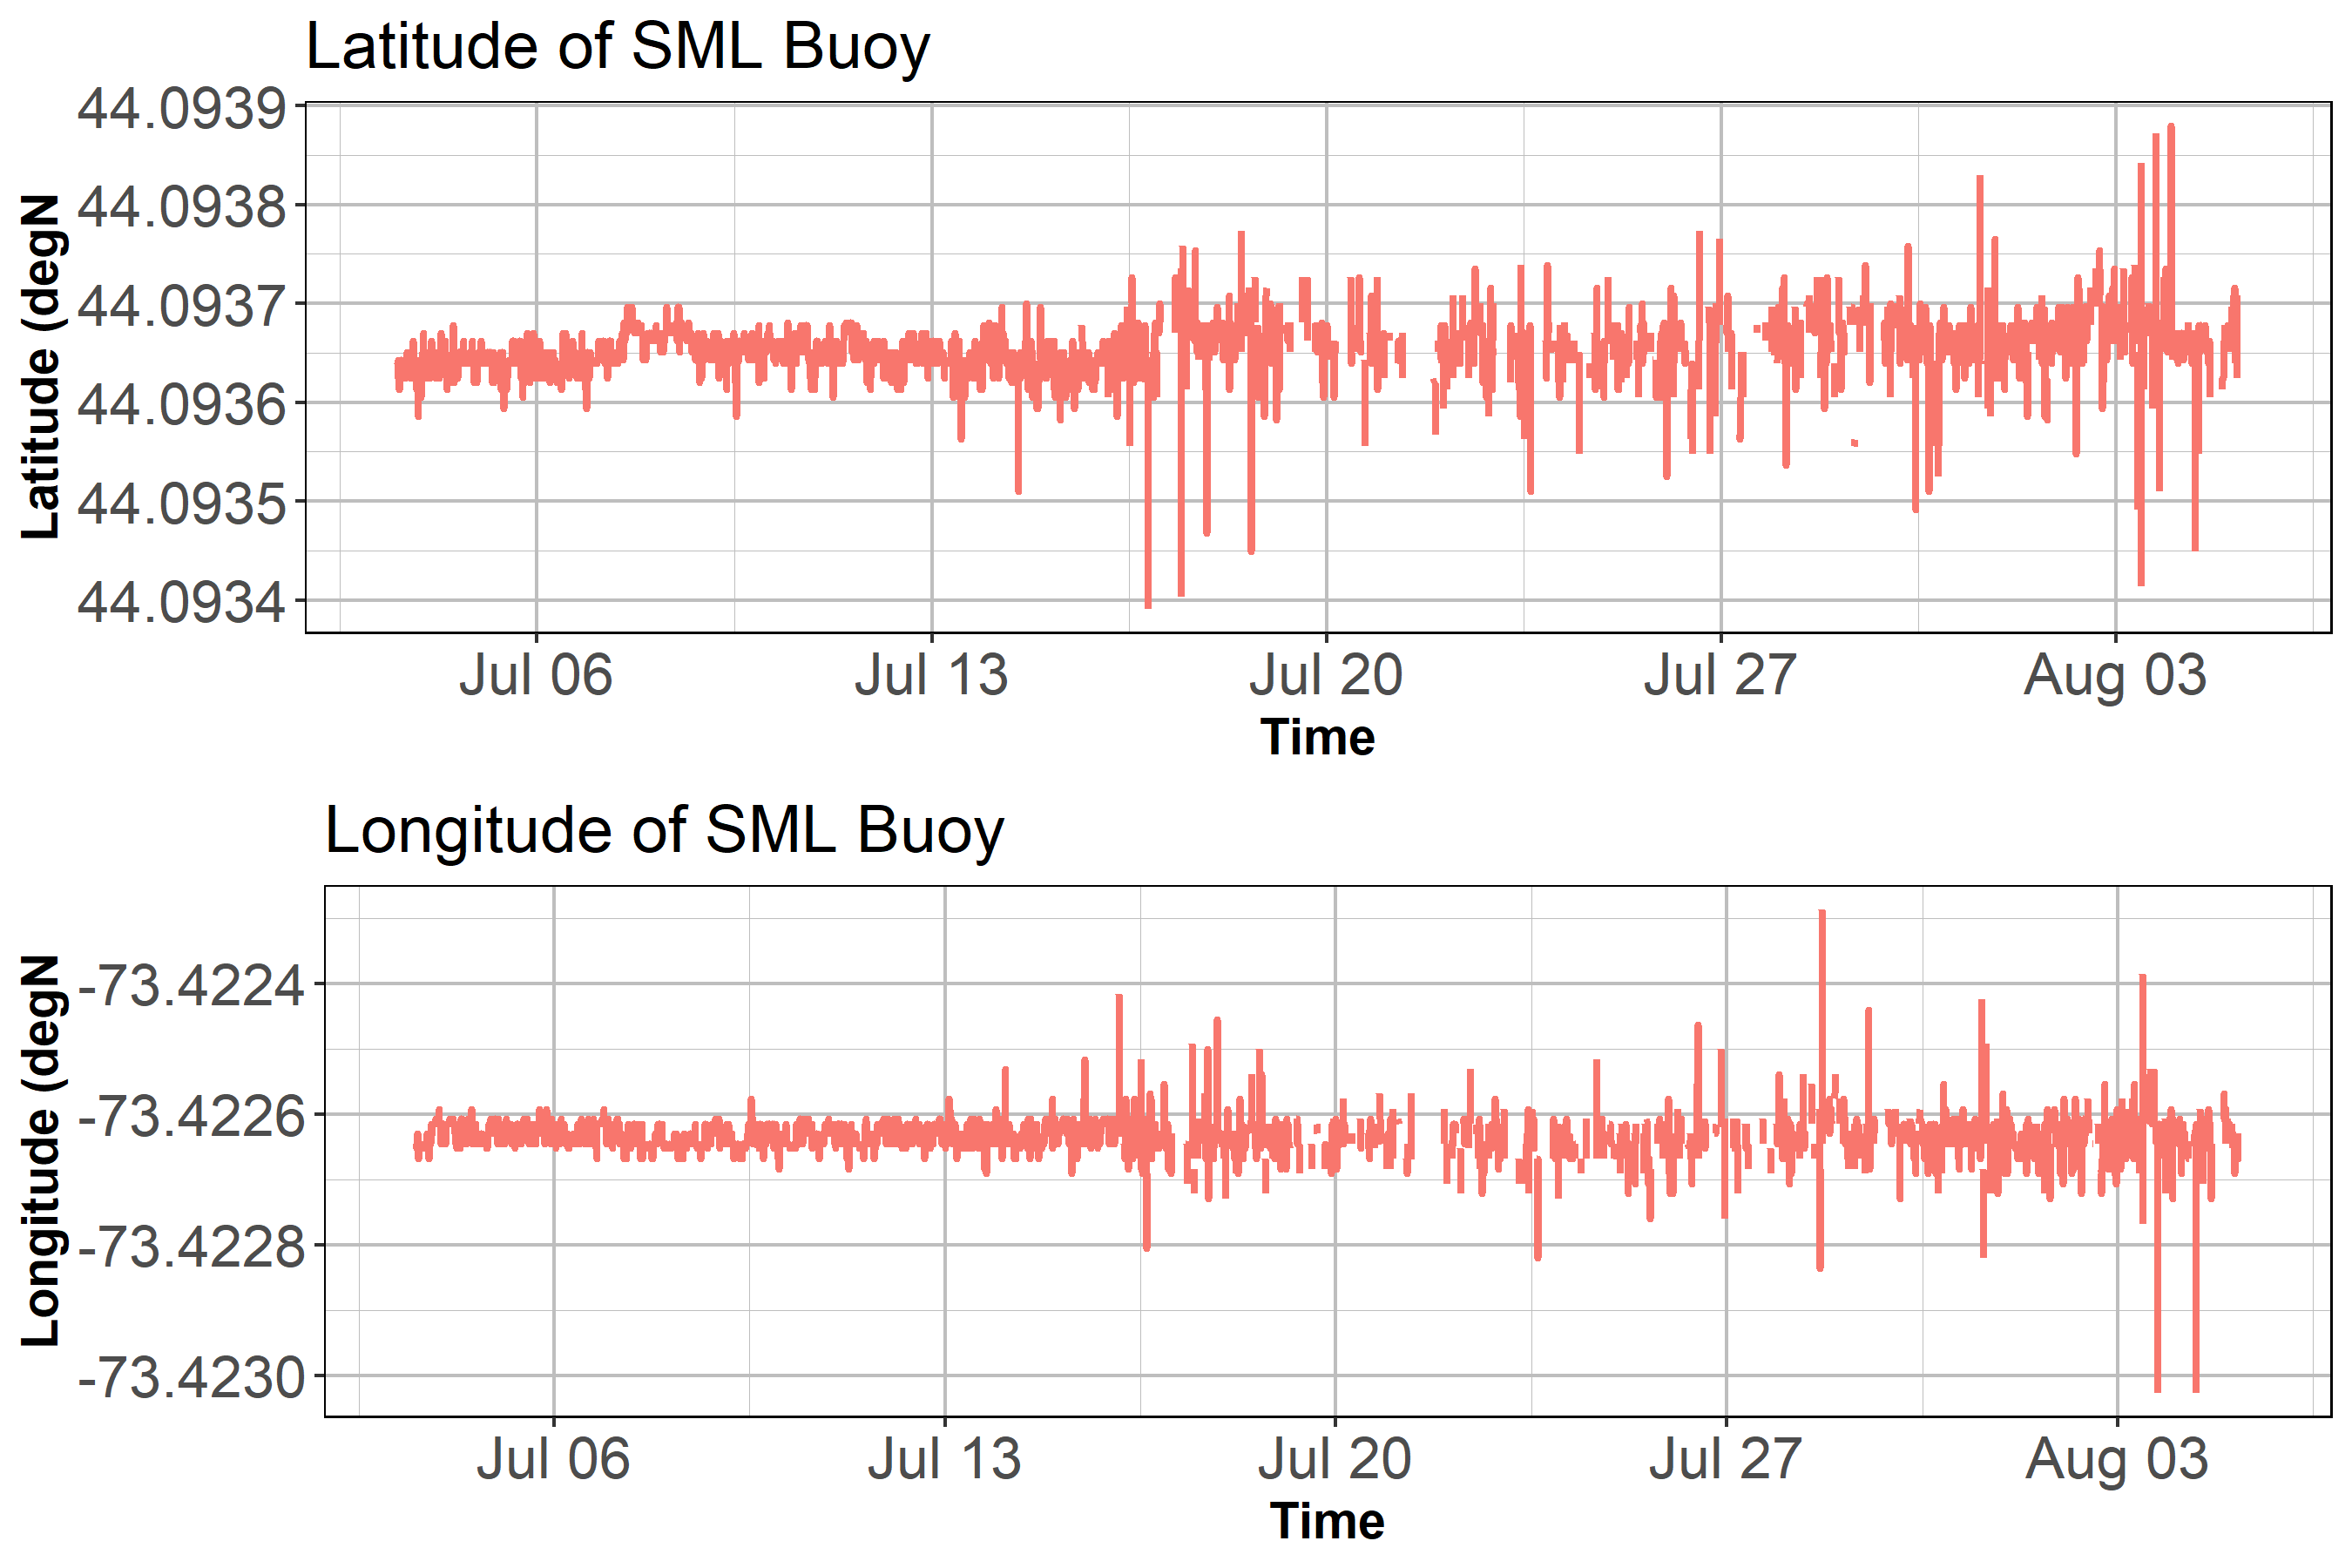 Latitude of SML Buoy
44.0939
44.0938
44.0937
44.0936
44.0935
44.0934
Latitude (degN
Jul 06 Jul 13 Jul 20 Jul 27 Aug 03
Time
Longitude of SML Buoy
-73.4224
-73.4226
-73.4228
-73.4230
Longitude (degN
Jul 06 Jul 13 Jul 20 Jul 27 Aug 03
Time